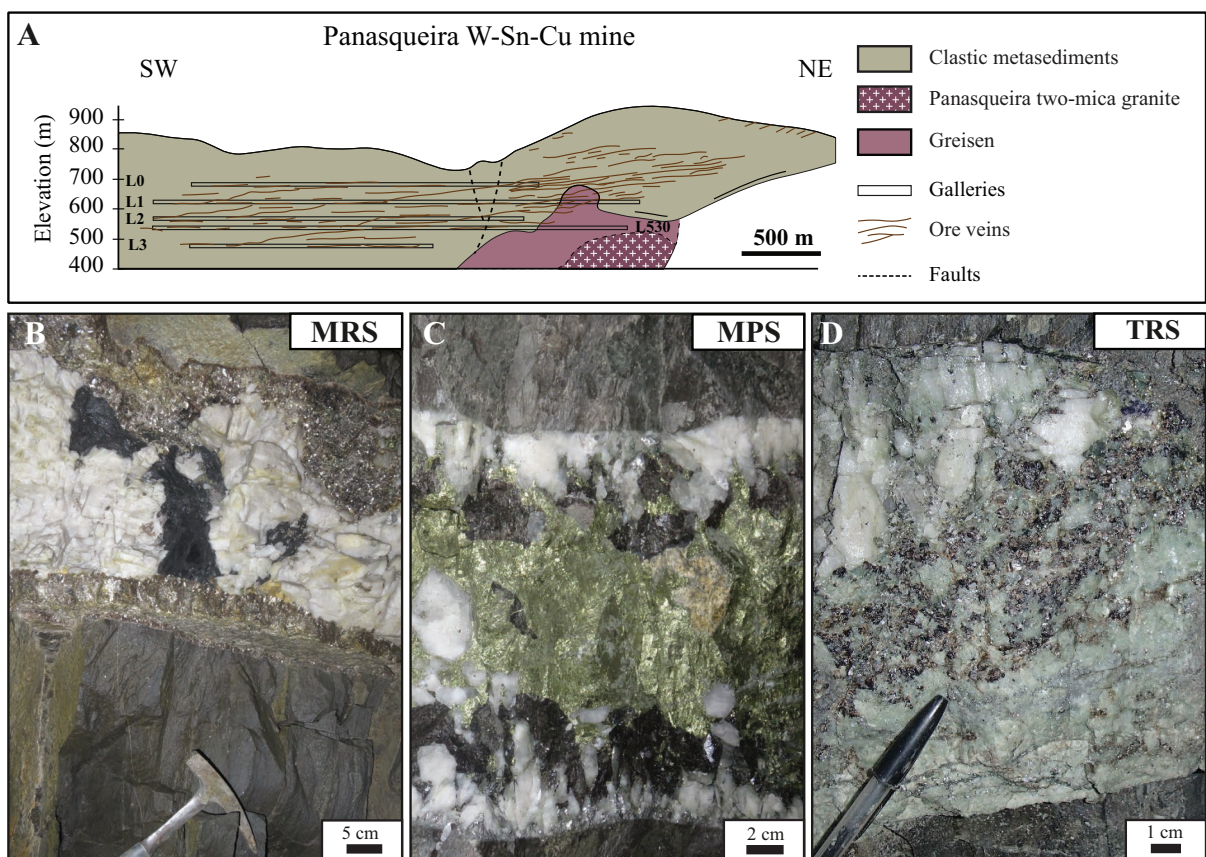 A
Panasqueira W-Sn-Cu mine
SW
NE
Elevation (m)
900
800
700
600
500
400
L0
L1
L2
L3
L530
500 m
Clastic metasediments
Panasqueira two-mica granite
Greisen
Galleries
Ore veins
Faults
B
MRS
5 cm
C
MPS
2 cm
D
TRS
1 cm